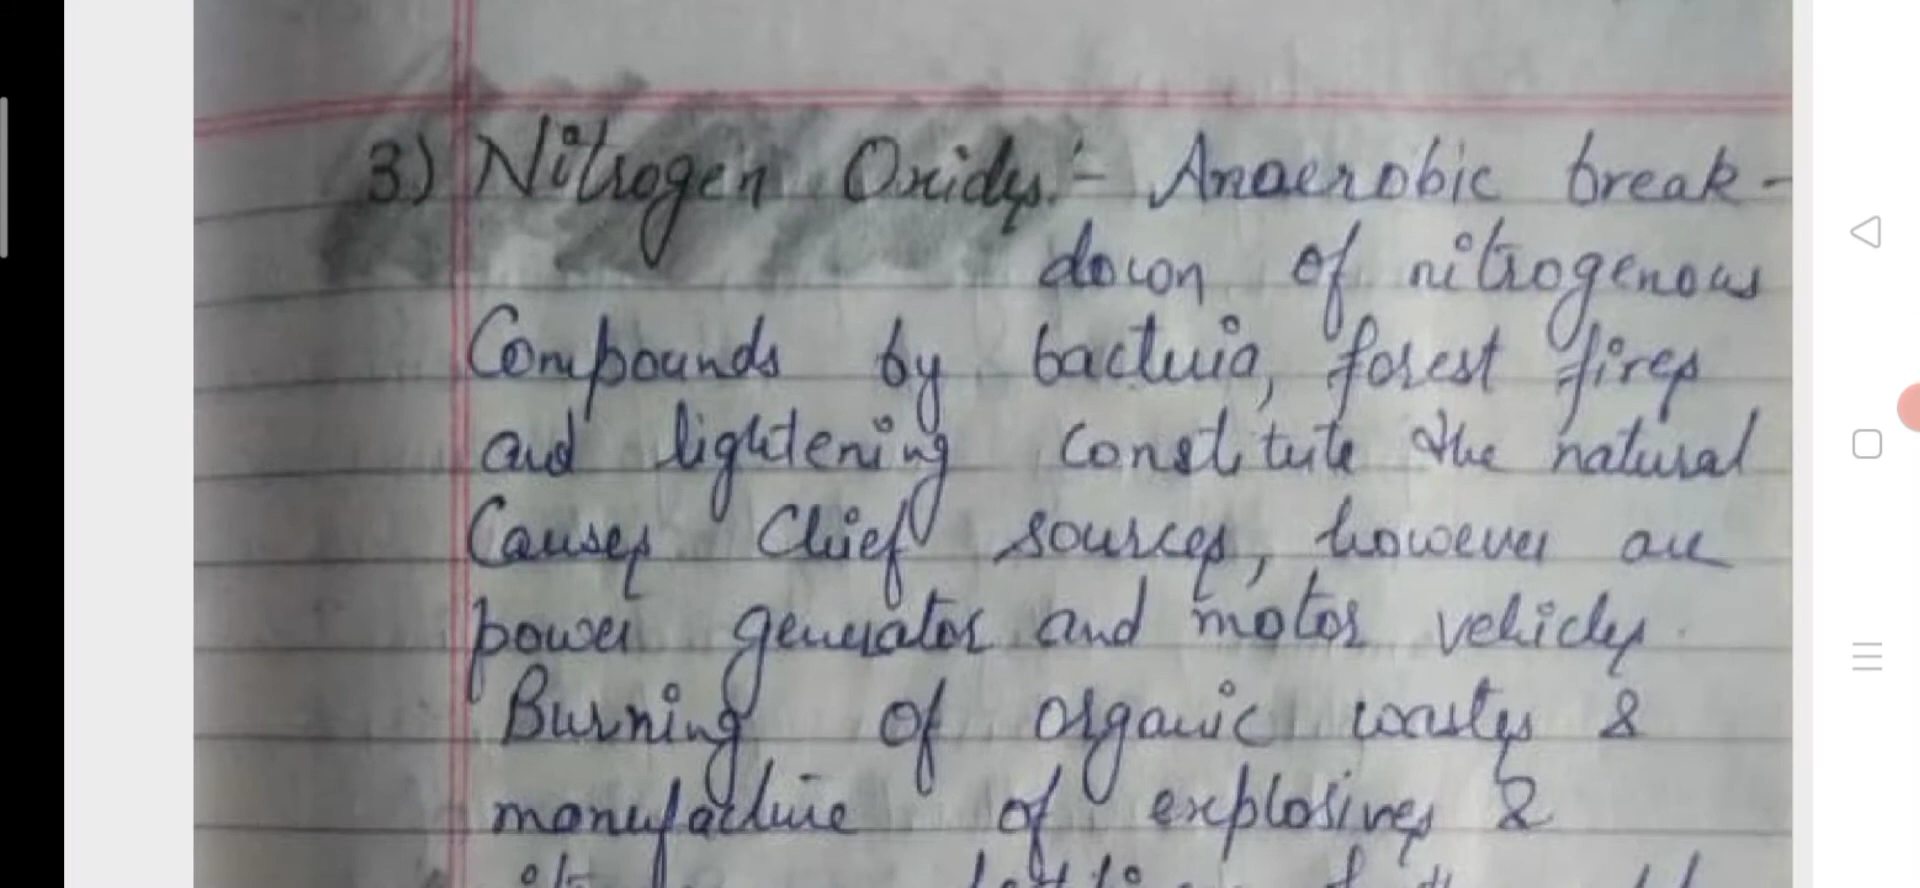 3.) Nitrogen Oxides :- Anaerobic break-
down of nitrogenous
Compounds by bacteria, forest fires
and lightening constitute the natural
Causes Chief sources, however are
power generator and motor vehicles.
Burning of organic wastes &
manufacture of explosives &